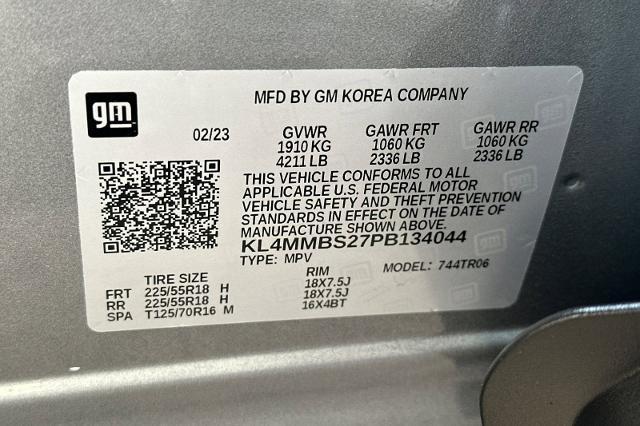 gm
MFD BY GM KOREA COMPANY
02/23 GVWR GAWR FRT GAWR RR
1910 KG 1060 KG 1060 KG
4211 LB 2336 LB 2336 LB
THIS VEHICLE CONFORMS TO ALL
APPLICABLE U.S. FEDERAL MOTOR
VEHICLE SAFETY AND THEFT PREVENTION
STANDARDS IN EFFECT ON THE DATE OF
MANUFACTURE SHOWN ABOVE.
KL4MMBS27PB134044
TYPE: MPV MODEL: 744TR06
TIRE SIZE RIM
FRT 225/55R18 H 18X7.5J
RR 225/55R18 H 18X7.5J
SPA T125/70R16 M 16X4BT